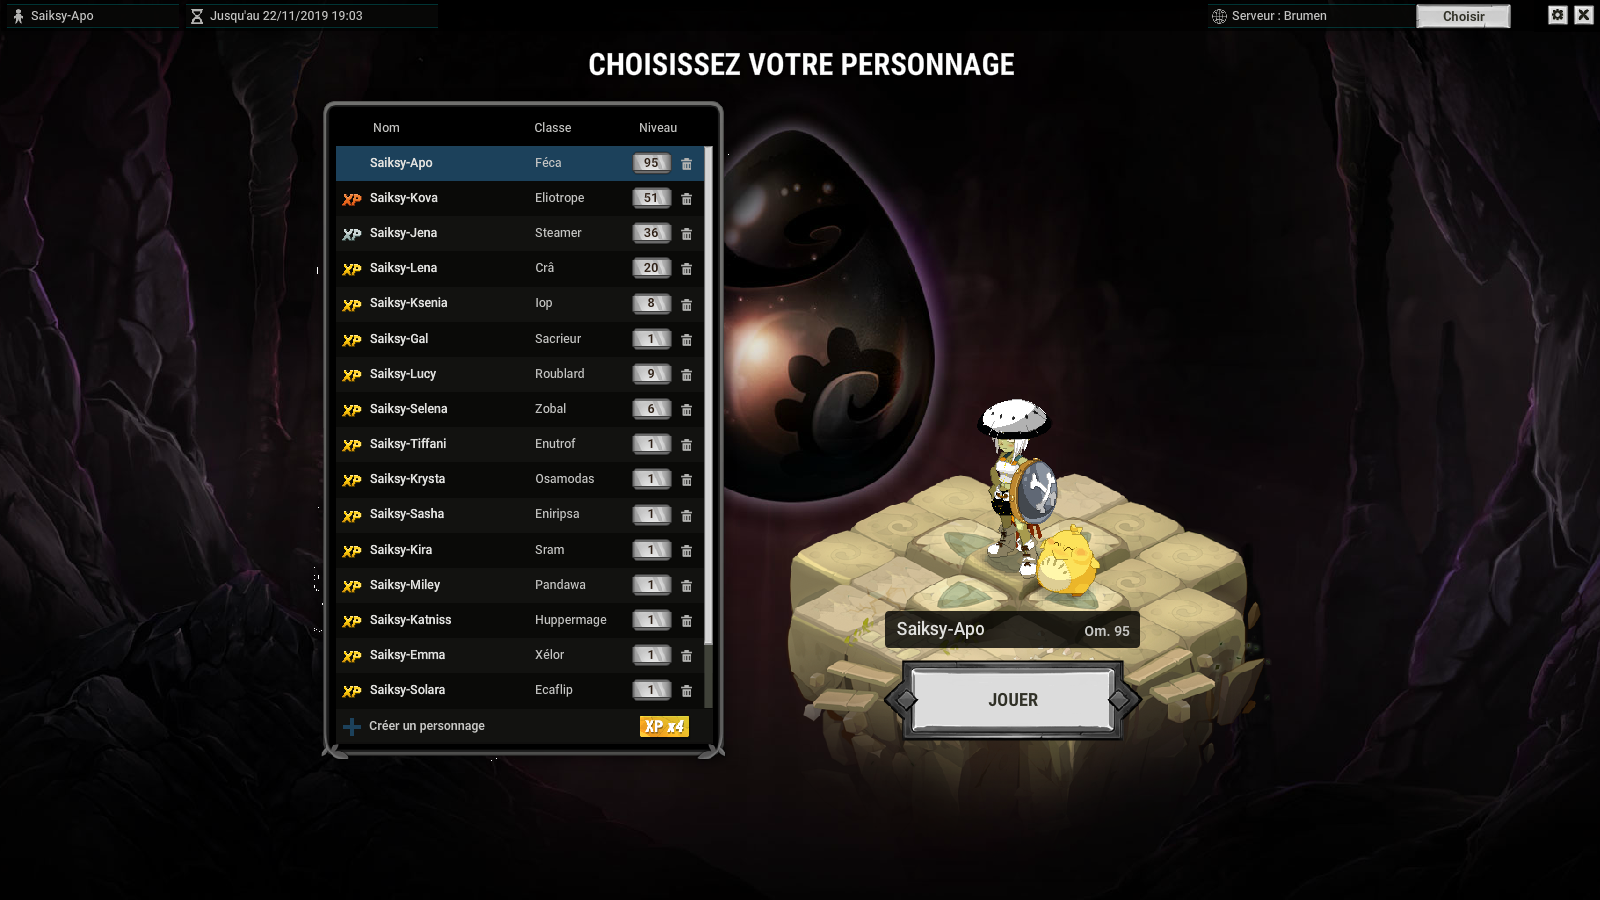 Saiksy-Apo Jusqu'au 22/11/2019 19:03 Serveur : Brumen Choisir
CHOISISSEZ VOTRE PERSONNAGE
Nom Classe Niveau
Saiksy-Apo Féca 95
XP Saiksy-Kova Eliotrope 51
XP Saiksy-Jena Steamer 36
XP Saiksy-Lena Crâ 20
XP Saiksy-Ksenia Iop 8
XP Saiksy-Gal Sacrieur 1
XP Saiksy-Lucy Roublard 9
XP Saiksy-Selena Zobal 6
XP Saiksy-Tiffani Enutrof 1
XP Saiksy-Krysta Osamodas 1
XP Saiksy-Sasha Eniripsa 1
XP Saiksy-Kira Sram 1
XP Saiksy-Miley Pandawa 1
XP Saiksy-Katniss Huppermage 1
XP Saiksy-Emma Xélor 1
XP Saiksy-Solara Ecaflip 1
Créer un personnage XP x4
Saiksy-Apo Om. 95
JOUER